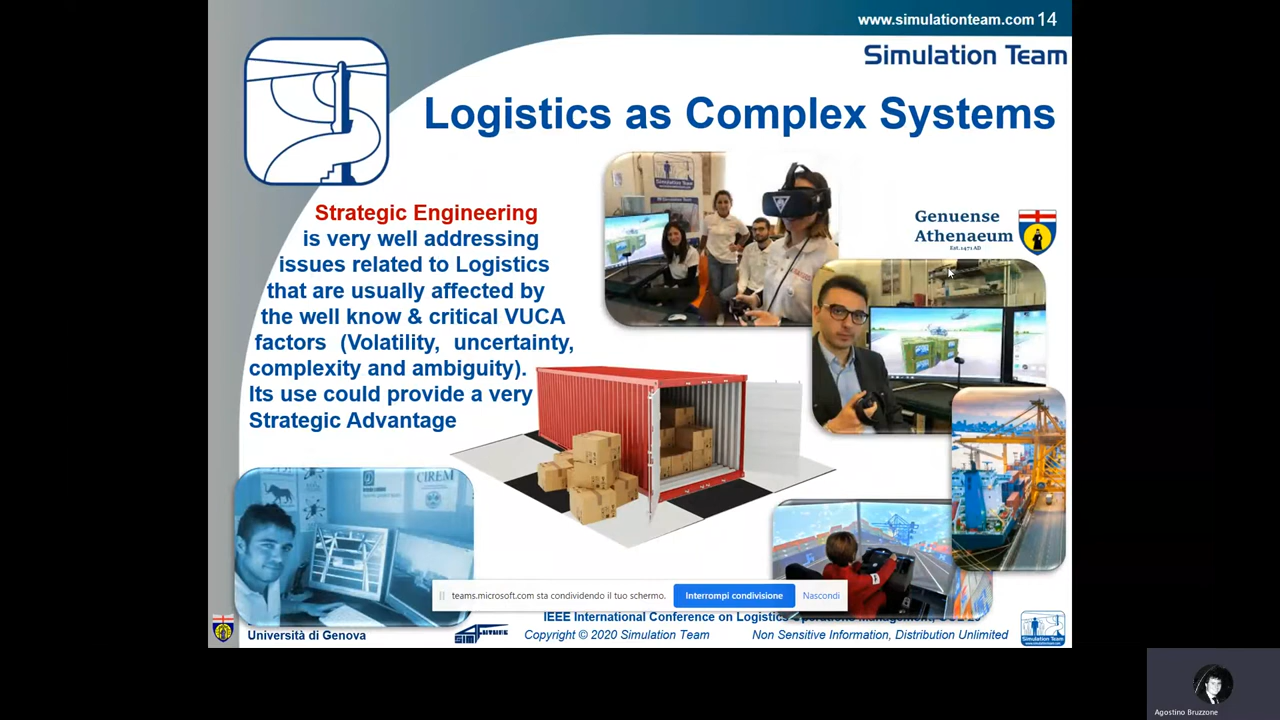 www.simulationteam.com 14
Simulation Team
Logistics as Complex Systems
Strategic Engineering
is very well addressing
issues related to Logistics
that are usually affected by
the well know & critical VUCA
factors (Volatility, uncertainty,
complexity and ambiguity).
Its use could provide a very
Strategic Advantage
Genuense
Athenaeum
Est. 1471 AD
Simulation Team
CIREM
teams.microsoft.com sta condividendo il tuo schermo.
Interrompi condivisione
Nascondi
IEEE International Conference on Logistics
Università di Genova
Copyright © 2020 Simulation Team
Non Sensitive Information, Distribution Unlimited
Simulation Team
Agostino Bruzzone